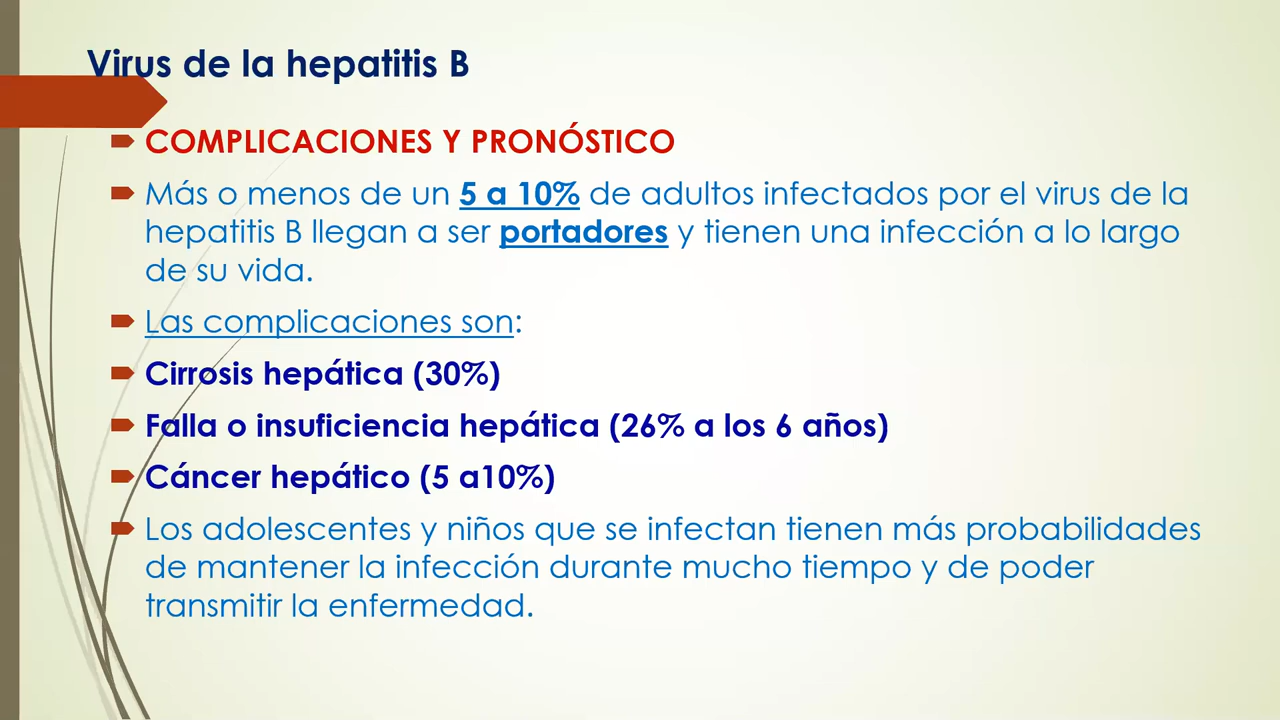 Virus de la hepatitis B
COMPLICACIONES Y PRONÓSTICO
Más o menos de un 5 a 10% de adultos infectados por el virus de la
hepatitis B llegan a ser portadores y tienen una infección a lo largo
de su vida.
Las complicaciones son:
Cirrosis hepática (30%)
Falla o insuficiencia hepática (26% a los 6 años)
Cáncer hepático (5 a10%)
Los adolescentes y niños que se infectan tienen más probabilidades
de mantener la infección durante mucho tiempo y de poder
transmitir la enfermedad.